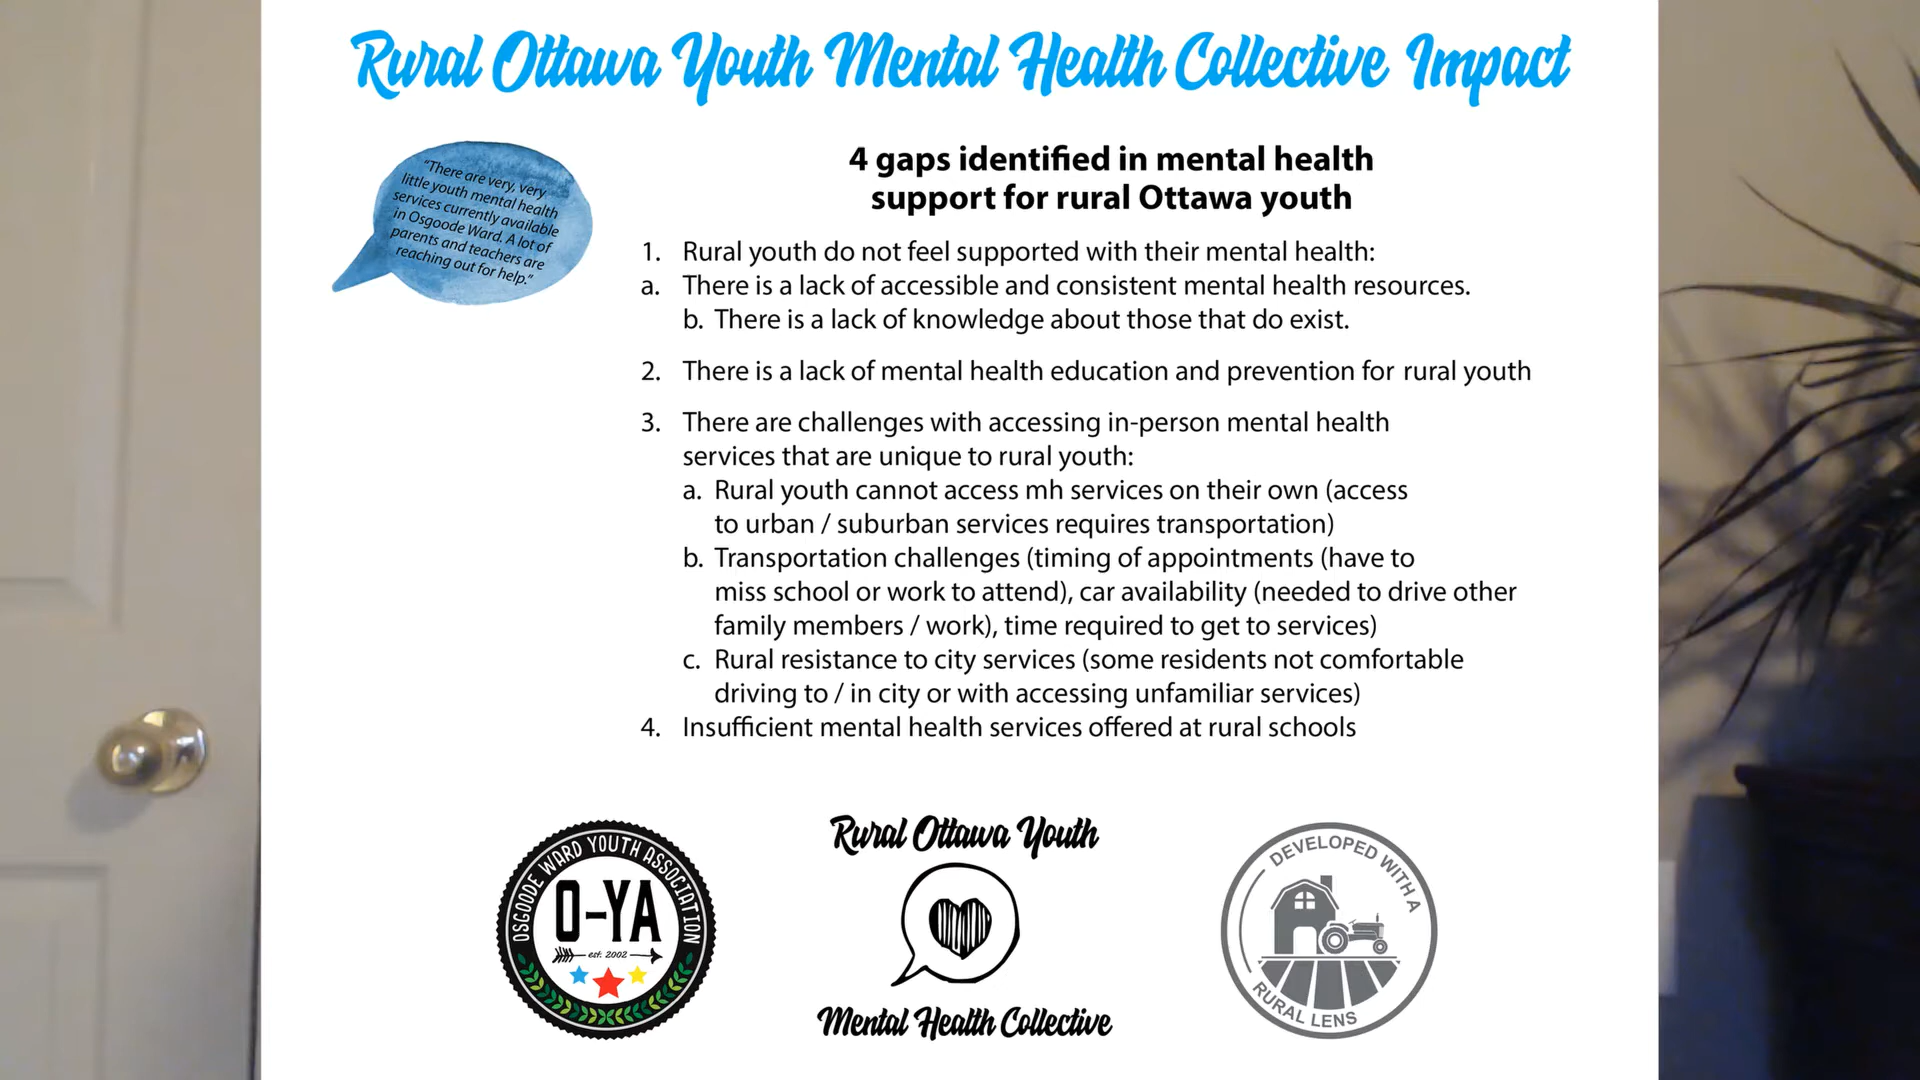 Rural Ottawa Youth Mental Health Collective Impact
“There are very, very
little youth mental health
services currently available
in Osgoode Ward. A lot of
parents and teachers are
reaching out for help.”
4 gaps identified in mental health
support for rural Ottawa youth
1. Rural youth do not feel supported with their mental health:
a. There is a lack of accessible and consistent mental health resources.
b. There is a lack of knowledge about those that do exist.
2. There is a lack of mental health education and prevention for rural youth
3. There are challenges with accessing in-person mental health
services that are unique to rural youth:
a. Rural youth cannot access mh services on their own (access
to urban / suburban services requires transportation)
b. Transportation challenges (timing of appointments (have to
miss school or work to attend), car availability (needed to drive other
family members / work), time required to get to services)
c. Rural resistance to city services (some residents not comfortable
driving to / in city or with accessing unfamiliar services)
4. Insufficient mental health services offered at rural schools
OSGOODE WARD YOUTH ASSOCIATION
O-YA
est. 2002
Rural Ottawa Youth
Mental Health Collective
DEVELOPED WITH A
RURAL LENS